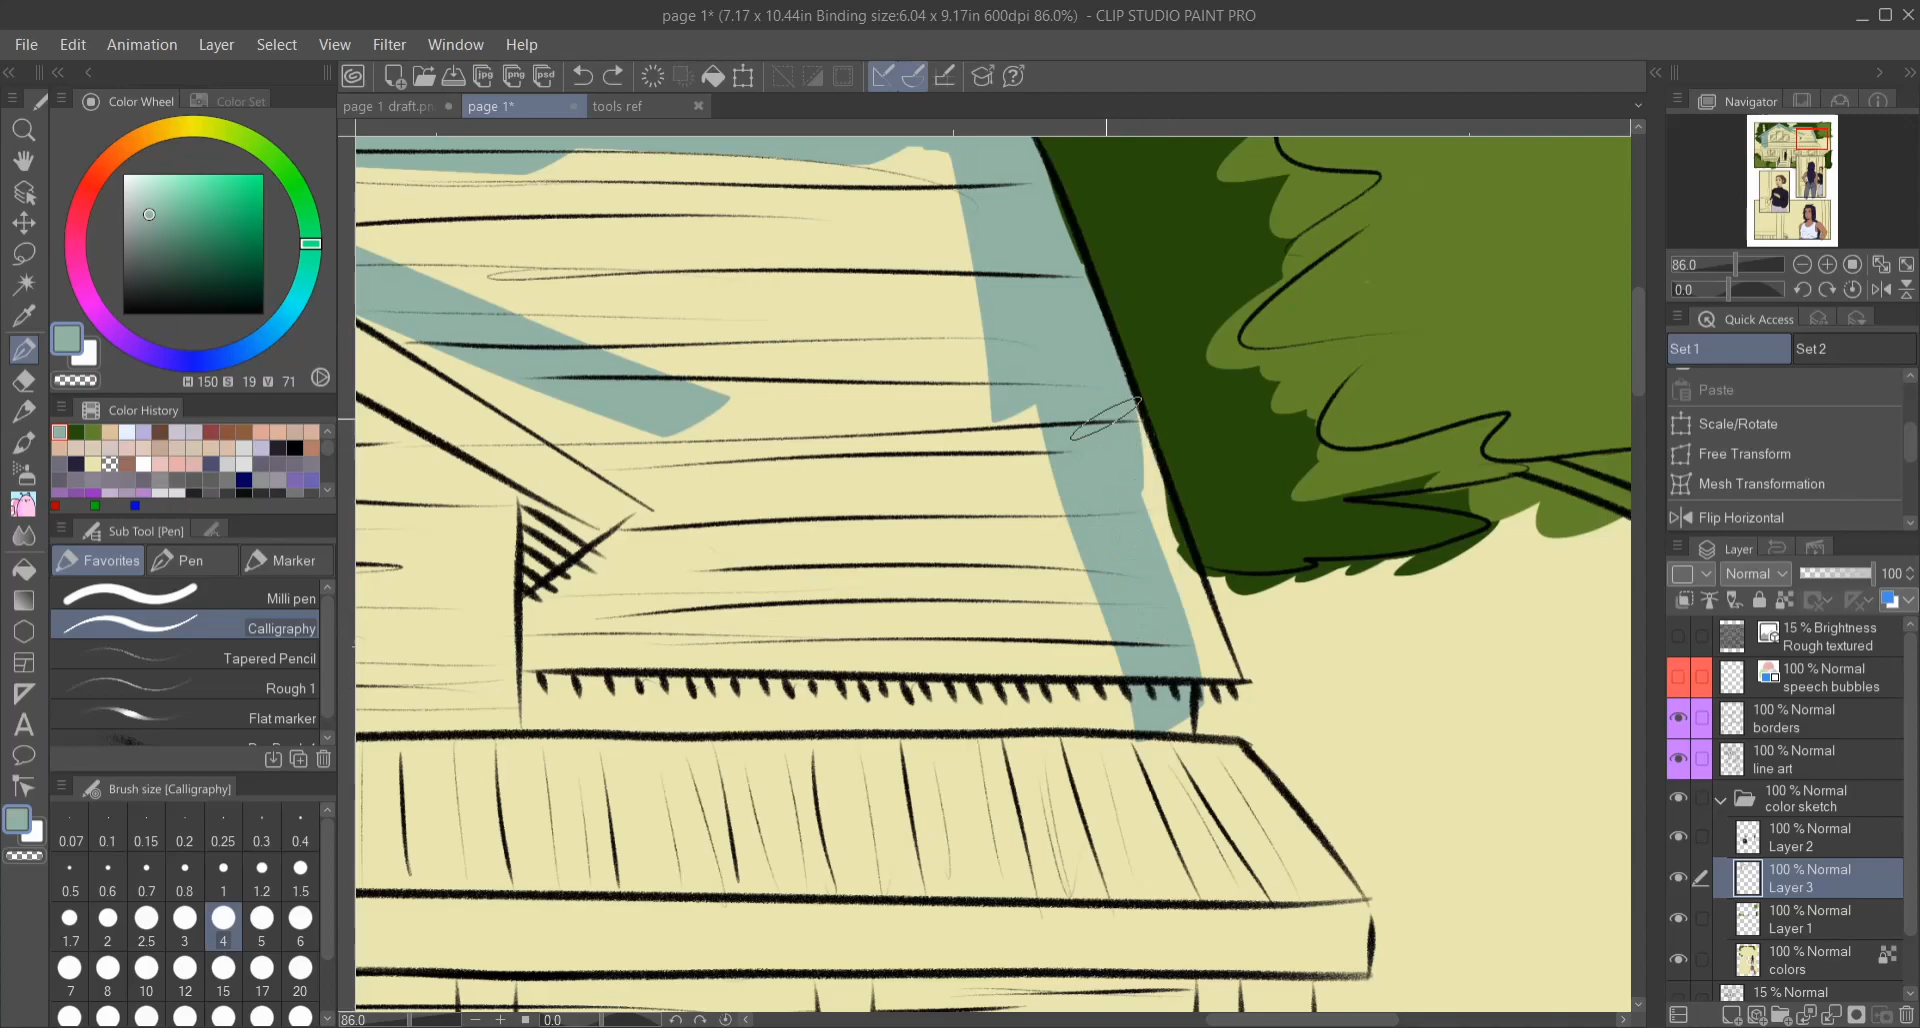 page 1* (7.17 x 10.44in Binding size:6.04 x 9.17in 600dpi 86.0%) - CLIP STUDIO PAINT PRO
File Edit Animation Layer Select View Filter Window Help
jpg png psd
page 1 draft.pn page 1* tools ref
Color Wheel Color Set
H 150 S 19 V 71
Color History
Sub Tool [Pen]
Favorites Pen Marker
Milli pen
Calligraphy
Tapered Pencil
Rough 1
Flat marker
Brush size [Calligraphy]
0.07 0.1 0.15 0.2 0.25 0.3 0.4
0.5 0.6 0.7 0.8 1 1.2 1.5
1.7 2 2.5 3 4 5 6
7 8 10 12 15 17 20
86.0 0.0
Navigator
86.0
0.0
Quick Access
Set 1 Set 2
Paste
Scale/Rotate
Free Transform
Mesh Transformation
Flip Horizontal
Layer
Normal 100
15 % Brightness
Rough textured
100 % Normal
speech bubbles
100 % Normal
borders
100 % Normal
line art
100 % Normal
color sketch
100 % Normal
Layer 2
100 % Normal
Layer 3
100 % Normal
Layer 1
100 % Normal
colors
15 % Normal